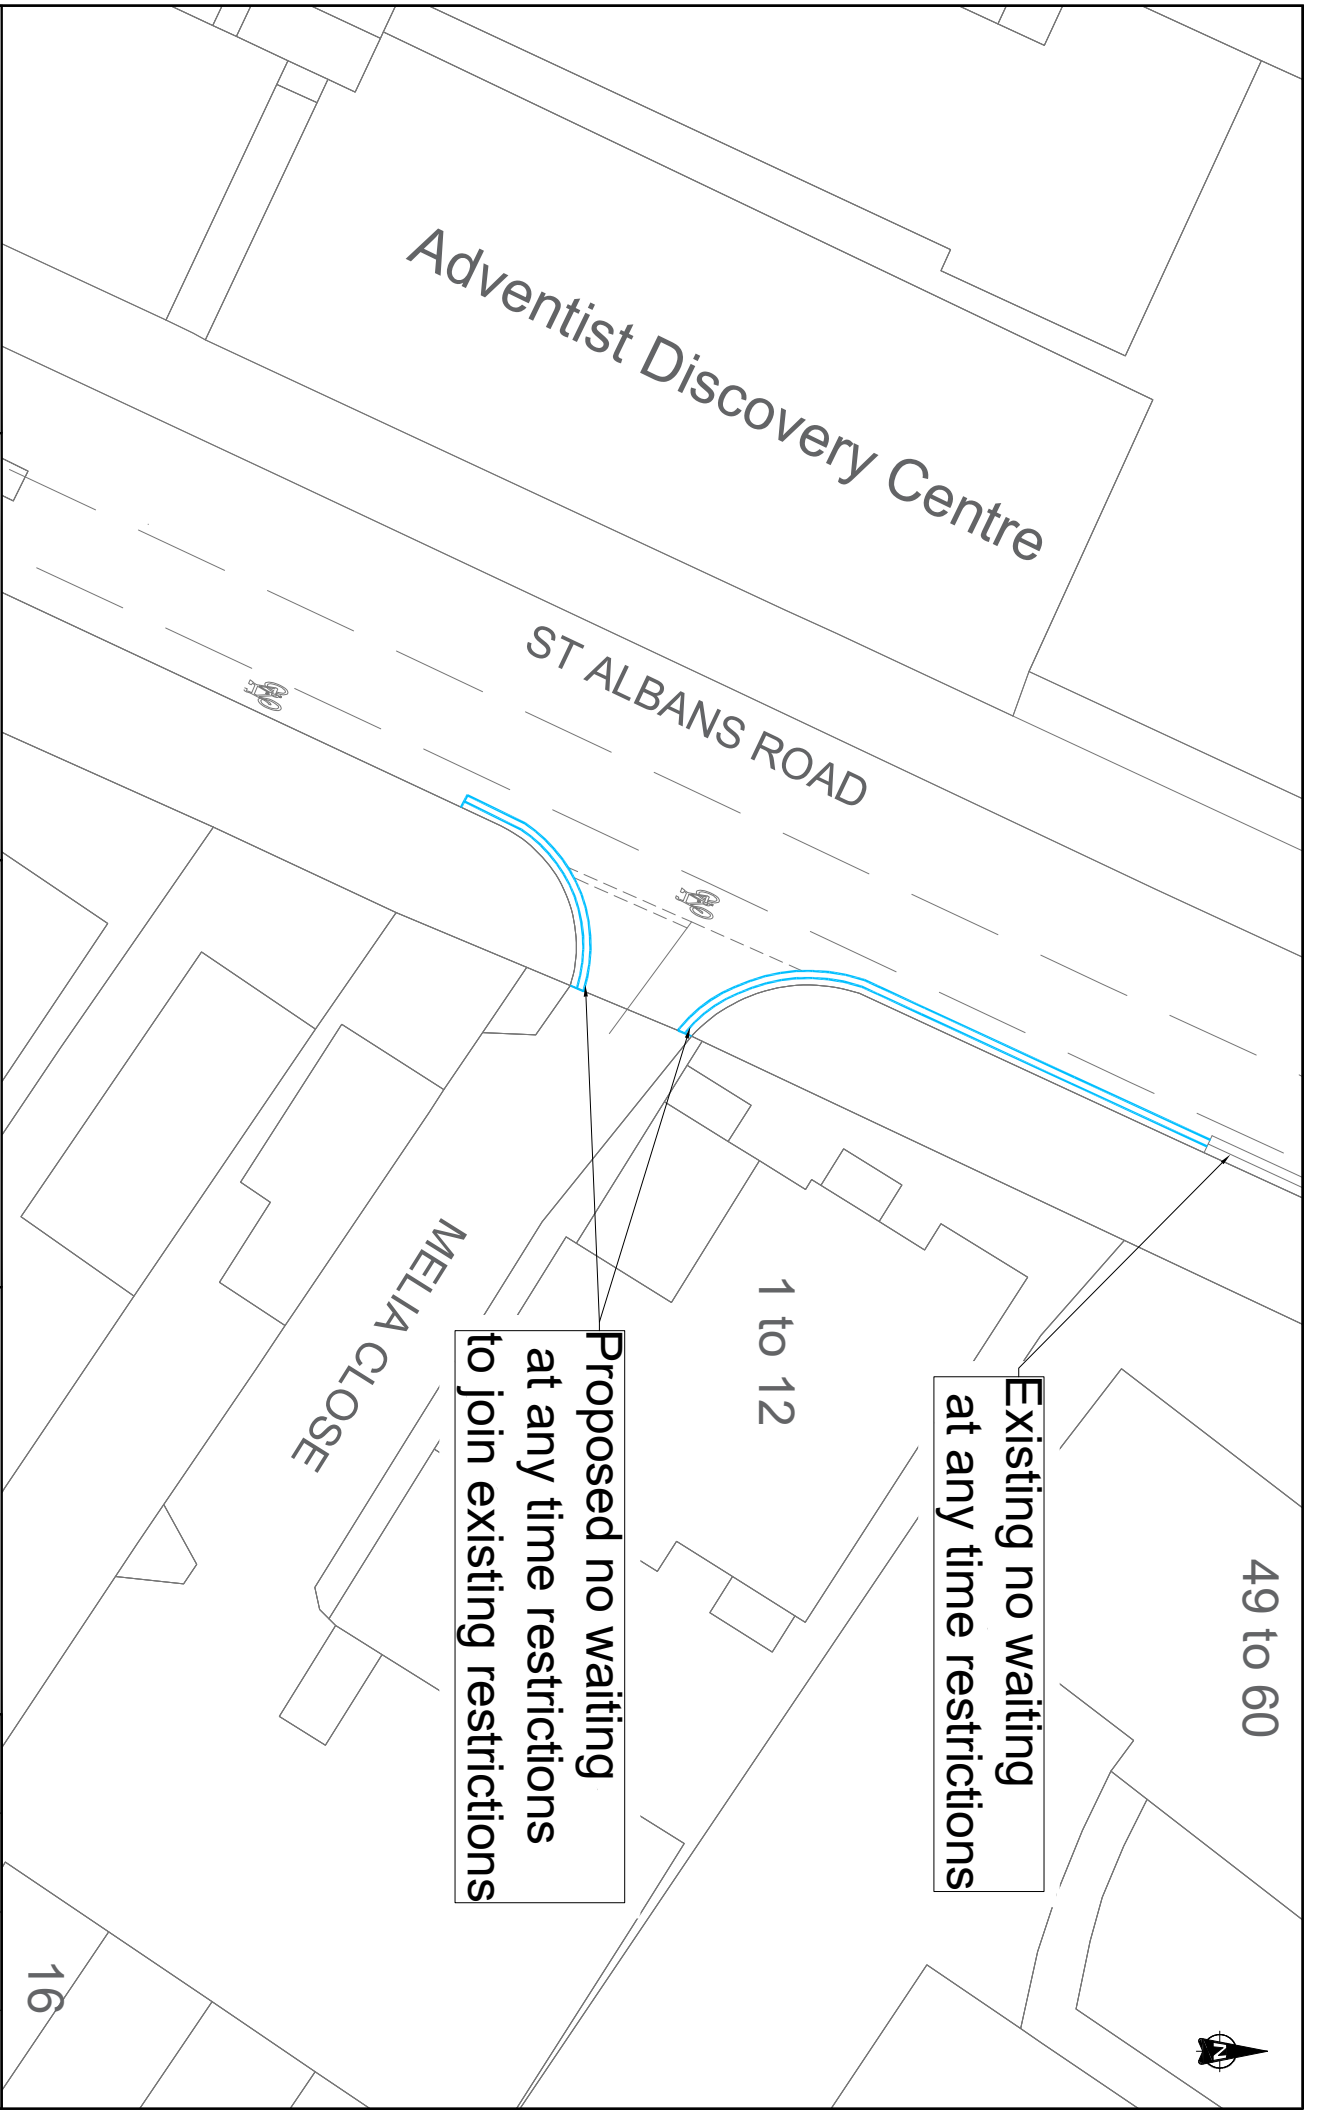 Adventist Discovery Centre
ST ALBANS ROAD
MELIA CLOSE
1 to 12
49 to 60
16
Existing no waiting
at any time restrictions
Proposed no waiting
at any time restrictions
to join existing restrictions
N